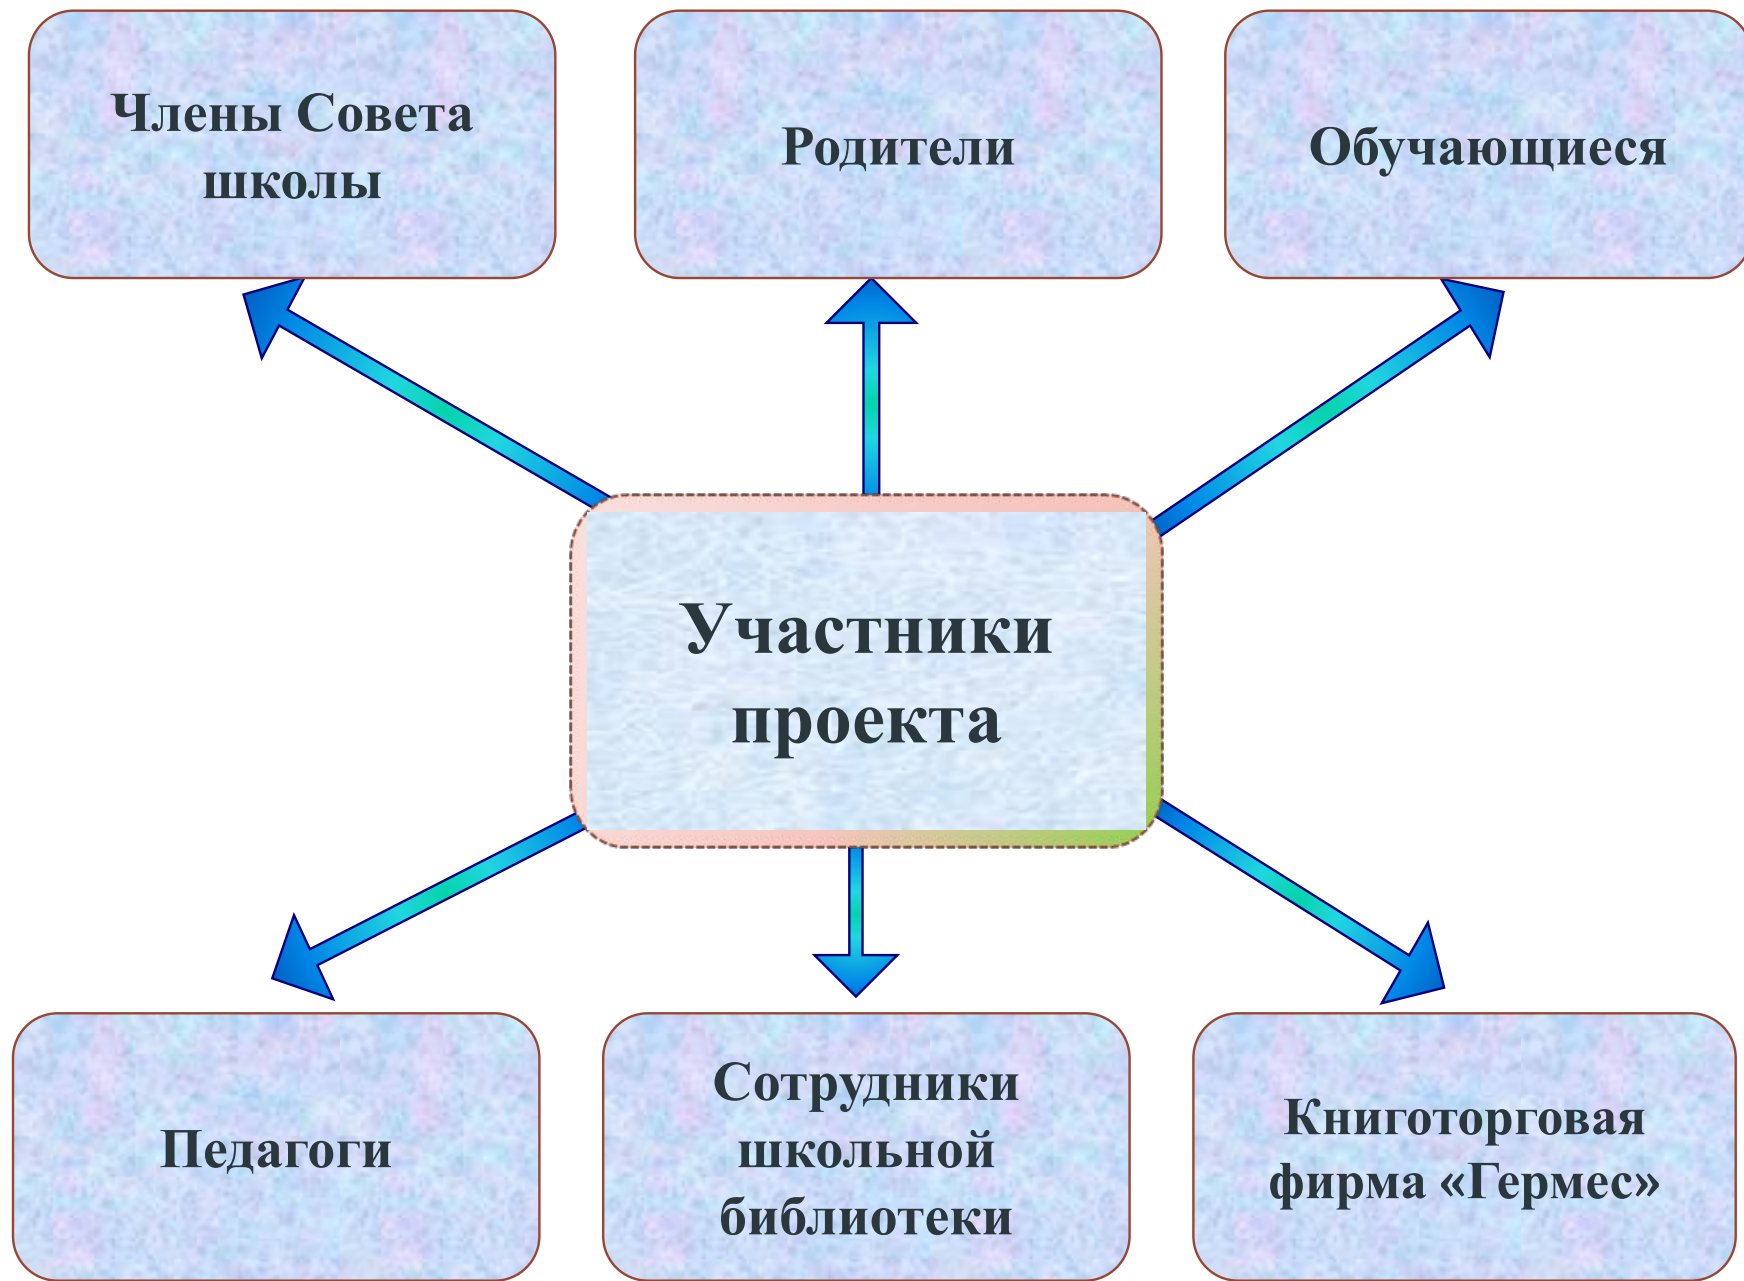 Члены Совета
школы
Родители
Обучающиеся
Участники
проекта
Педагоги
Сотрудники
школьной
библиотеки
Книготорговая
фирма «Гермес»